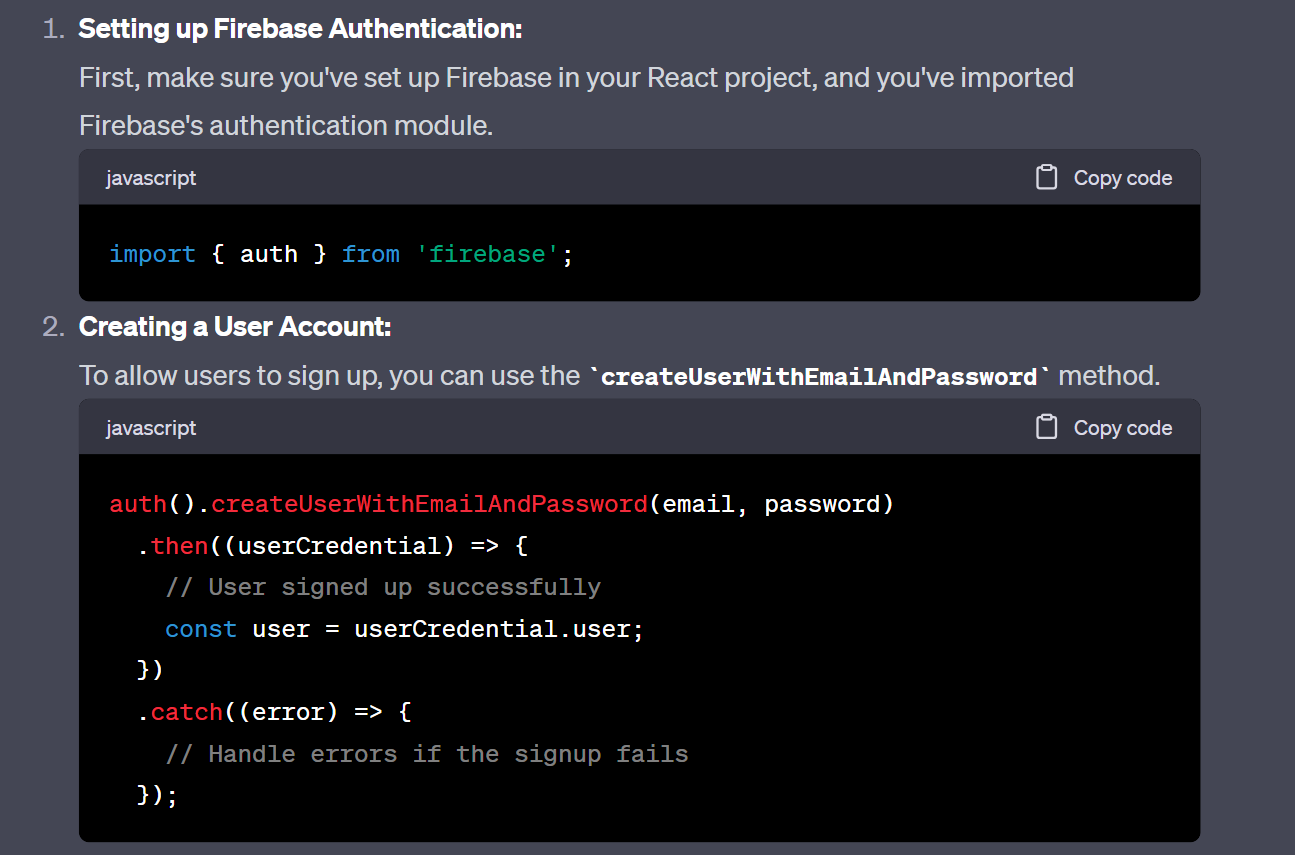 1. Setting up Firebase Authentication:
First, make sure you've set up Firebase in your React project, and you've imported
Firebase's authentication module.
javascript Copy code
import { auth } from 'firebase';
2. Creating a User Account:
To allow users to sign up, you can use the `createUserWithEmailAndPassword` method.
javascript Copy code
auth().createUserWithEmailAndPassword(email, password)
  .then((userCredential) => {
    // User signed up successfully
    const user = userCredential.user;
  })
  .catch((error) => {
    // Handle errors if the signup fails
  });